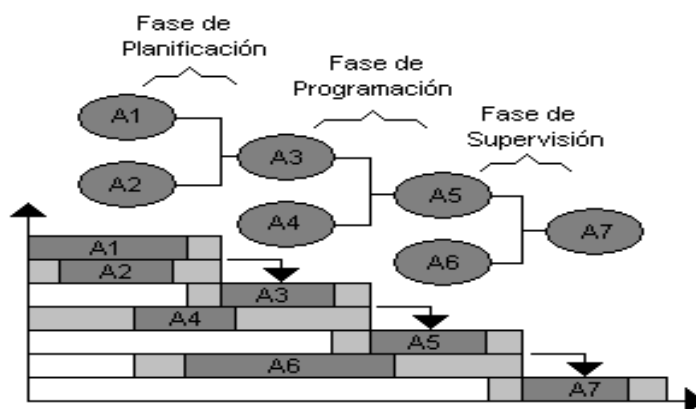 Fase de
Planificación
Fase de
Programación
Fase de
Supervisión
A1
A2
A3
A4
A5
A6
A7
A1
A2
A3
A4
A5
A6
A7